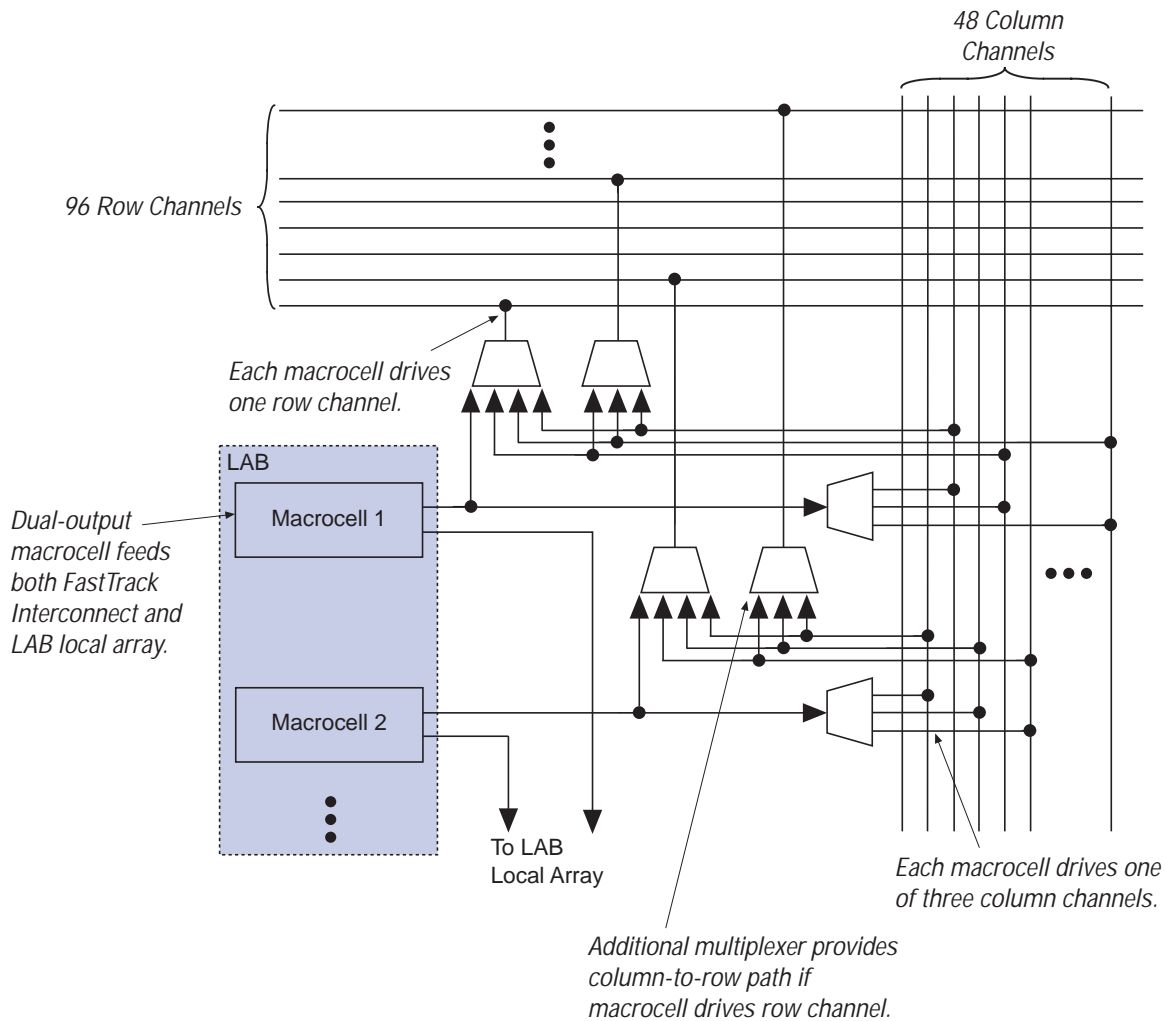 48 Column
Channels
96 Row Channels
Each macrocell drives
one row channel.
LAB
Macrocell 1
Dual-output
macrocell feeds
both FastTrack
Interconnect and
LAB local array.
Macrocell 2
To LAB
Local Array
Each macrocell drives one
of three column channels.
Additional multiplexer provides
column-to-row path if
macrocell drives row channel.